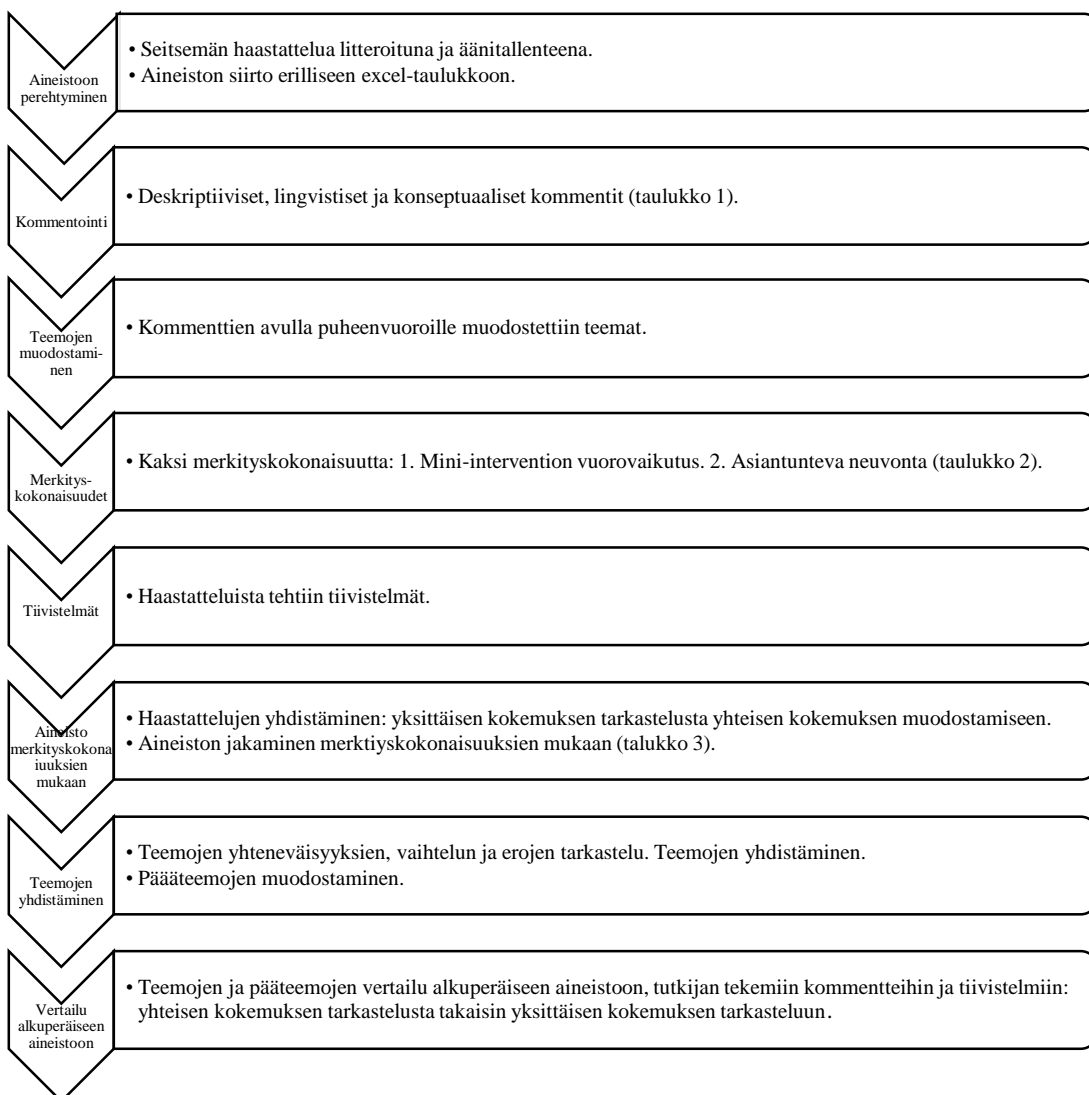 Aineistoon
perehtyminen
• Seitsemän haastattelua litteroituna ja äänitallenteena.
• Aineiston siirto erilliseen excel-taulukkoon.
Kommentointi
• Deskriptiiviset, lingvistiset ja konseptuaaliset kommentit (taulukko 1).
Teemojen
muodostami-
nen
• Kommenttien avulla puheenvuoroille muodostettiin teemat.
Merkitys-
kokonaisuudet
• Kaksi merkityskokonaisuutta: 1. Mini-intervention vuorovaikutus. 2. Asiantunteva neuvonta (taulukko 2).
Tiivistelmät
• Haastatteluista tehtiin tiivistelmät.
Aineisto
merkityskokona
iuuksien
mukaan
• Haastattelujen yhdistäminen: yksittäisen kokemuksen tarkastelusta yhteisen kokemuksen muodostamiseen.
• Aineiston jakaminen merktiyskokonaisuuksien mukaan (talukko 3).
Teemojen
yhdistäminen
• Teemojen yhteneväisyyksien, vaihtelun ja erojen tarkastelu. Teemojen yhdistäminen.
• Päääteemojen muodostaminen.
Vertailu
alkuperäiseen
aineistoon
• Teemojen ja pääteemojen vertailu alkuperäiseen aineistoon, tutkijan tekemiin kommentteihin ja tiivistelmiin:
yhteisen kokemuksen tarkastelusta takaisin yksittäisen kokemuksen tarkasteluun.